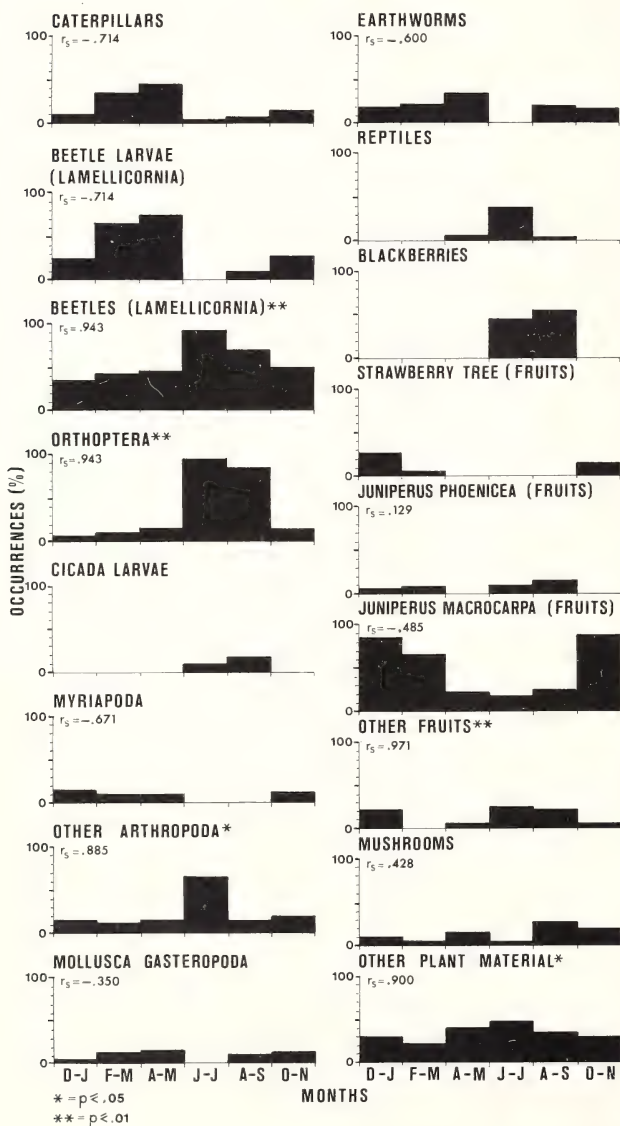 CATERPILLARS
rs = -.714
100
0
BEETLE LARVAE
(LAMELLICORNIA)
100
rs = -.714
0
BEETLES (LAMELLICORNIA)**
100
rs = .943
0
ORTHOPTERA**
100
rs = .943
0
CICADA LARVAE
100
0
MYRIAPODA
100
rs = -.671
0
OTHER ARTHROPODA*
100
rs = .885
0
MOLLUSCA GASTEROPODA
100
rs = -.350
0
D-J F-M A-M J-J A-S O-N
OCCURRENCES (%)
EARTHWORMS
100
rs = -.600
0
REPTILES
100
0
BLACKBERRIES
100
0
STRAWBERRY TREE (FRUITS)
100
0
JUNIPERUS PHOENICEA (FRUITS)
100
rs = .129
0
JUNIPERUS MACROCARPA (FRUITS)
100
rs = -.485
0
OTHER FRUITS**
100
rs = .971
0
MUSHROOMS
100
rs = .428
0
OTHER PLANT MATERIAL*
100
rs = .900
0
D-J F-M A-M J-J A-S O-N
MONTHS
* = p ≤ .05
** = p ≤ .01